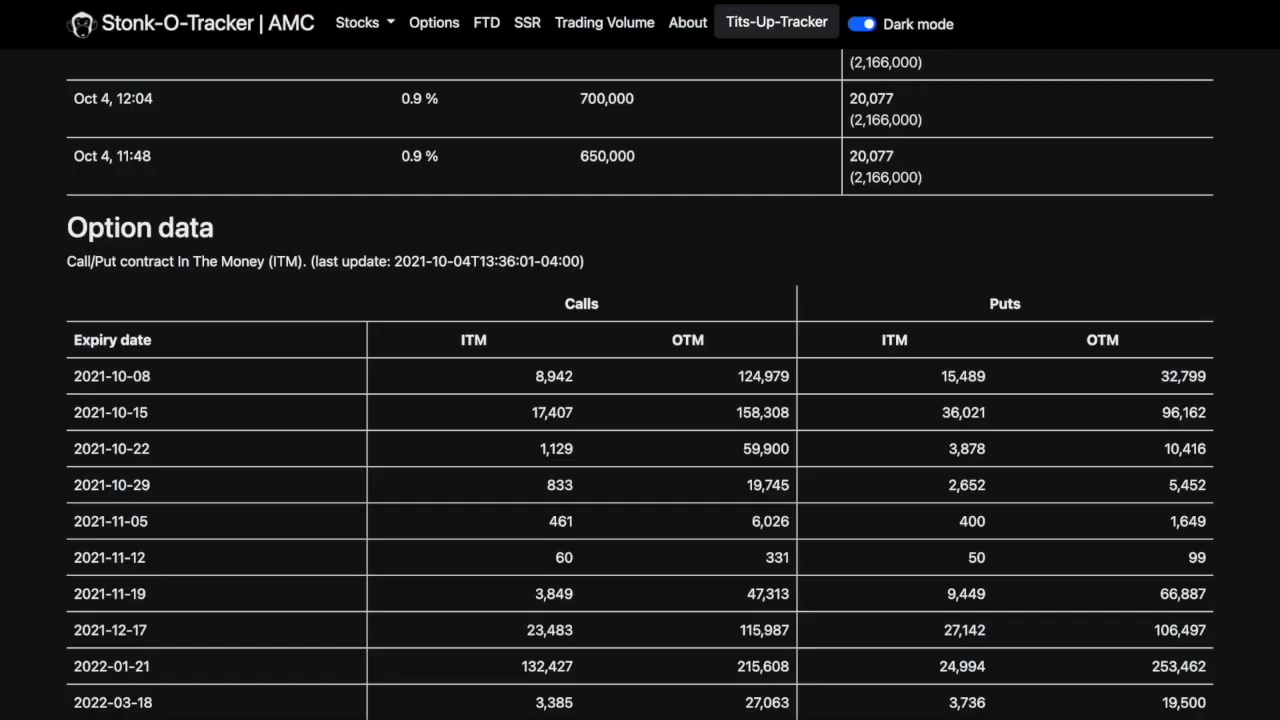 Stonk-O-Tracker | AMC Stocks Options FTD SSR Trading Volume About Tits-Up-Tracker Dark mode
(2,166,000)
Oct 4, 12:04 0.9 % 700,000 20,077
(2,166,000)
Oct 4, 11:48 0.9 % 650,000 20,077
(2,166,000)
Option data
Call/Put contract In The Money (ITM). (last update: 2021-10-04T13:36:01-04:00)
Calls Puts
Expiry date ITM OTM ITM OTM
2021-10-08 8,942 124,979 15,489 32,799
2021-10-15 17,407 158,308 36,021 96,162
2021-10-22 1,129 59,900 3,878 10,416
2021-10-29 833 19,745 2,652 5,452
2021-11-05 461 6,026 400 1,649
2021-11-12 60 331 50 99
2021-11-19 3,849 47,313 9,449 66,887
2021-12-17 23,483 115,987 27,142 106,497
2022-01-21 132,427 215,608 24,994 253,462
2022-03-18 3,385 27,063 3,736 19,500